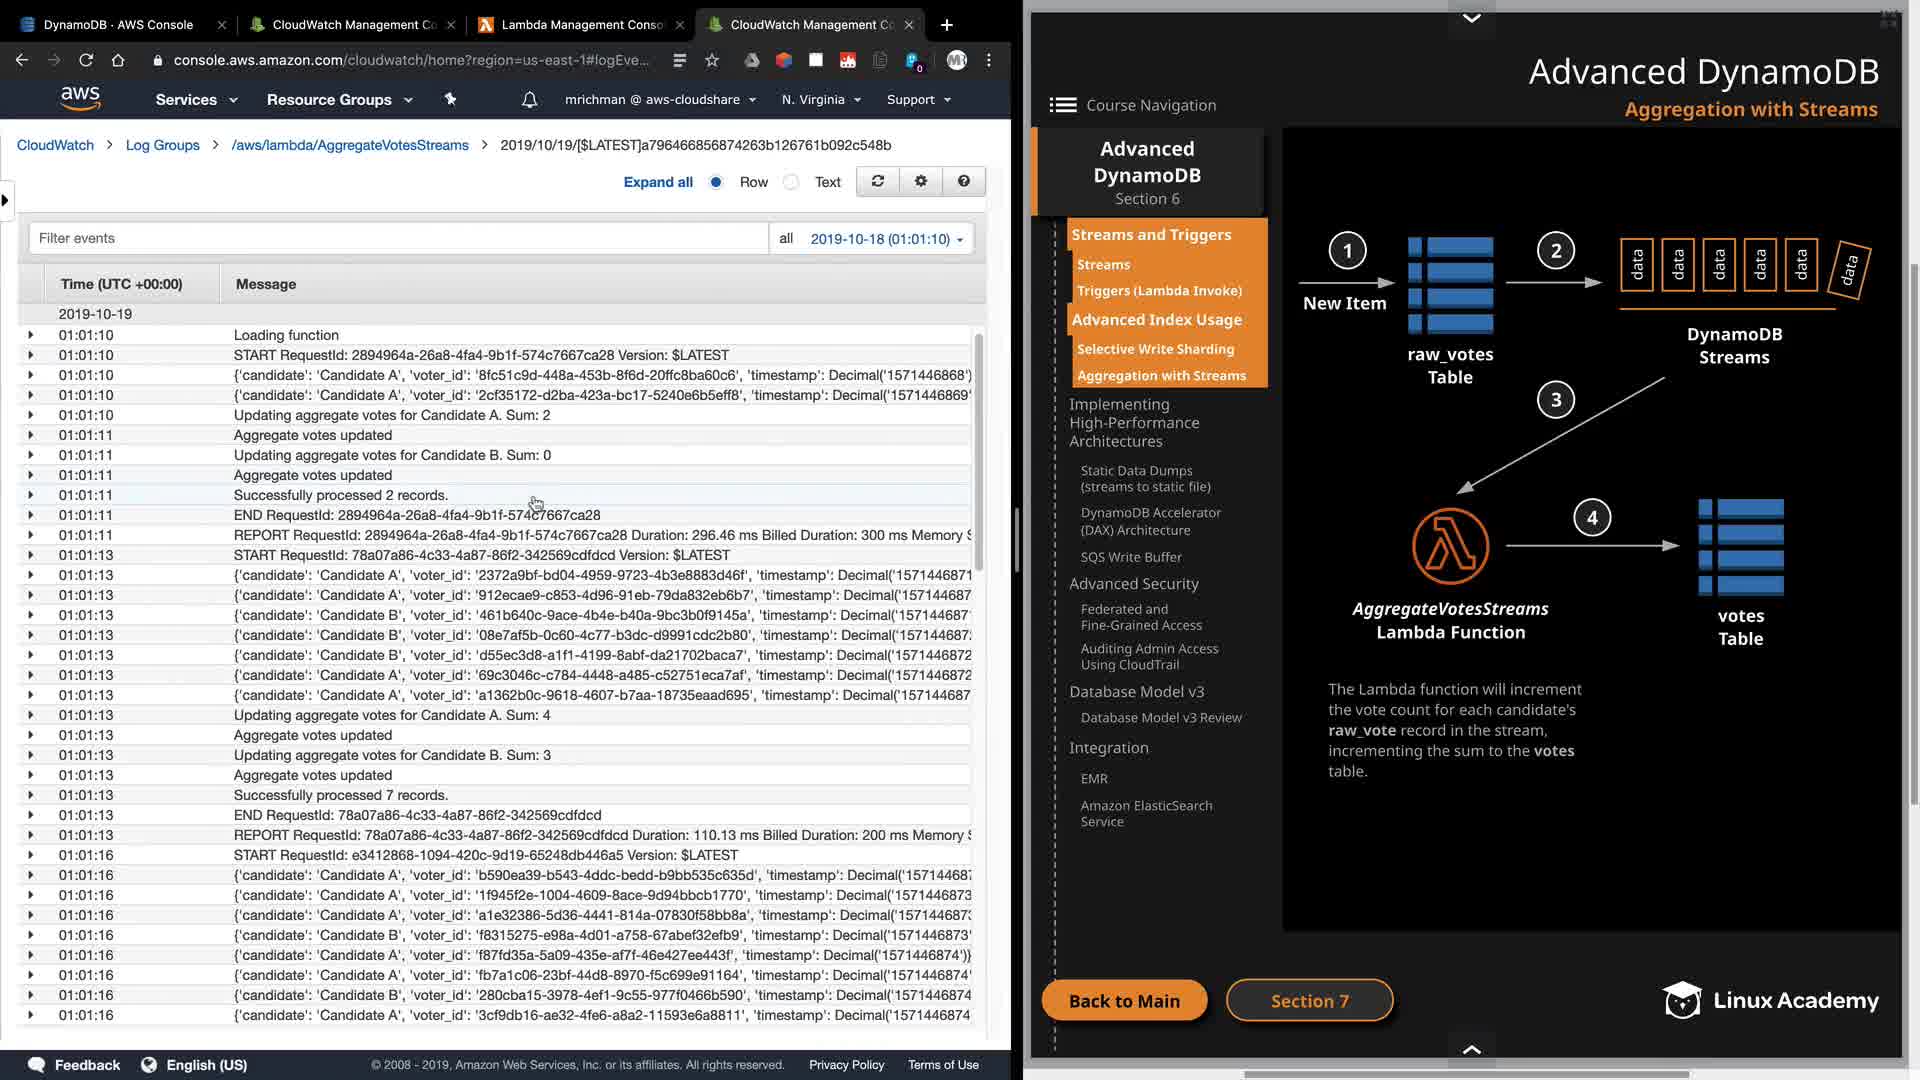 DynamoDB · AWS Console
CloudWatch Management Co
Lambda Management Conso
CloudWatch Management Co
console.aws.amazon.com/cloudwatch/home?region=us-east-1#logEve...
0
aws
Services
Resource Groups
mrichman @ aws-cloudshare
N. Virginia
Support
CloudWatch
Log Groups
/aws/lambda/AggregateVotesStreams
2019/10/19/[$LATEST]a796466856874263b126761b092c548b
Expand all
Row
Text
Filter events
all
2019-10-18 (01:01:10)
Time (UTC +00:00)
Message
2019-10-19
01:01:10 Loading function
01:01:10 START RequestId: 2894964a-26a8-4fa4-9b1f-574c7667ca28 Version: $LATEST
01:01:10 {'candidate': 'Candidate A', 'voter_id': '8fc51c9d-448a-453b-8f6d-20ffc8ba60c6', 'timestamp': Decimal('1571446868')
01:01:10 {'candidate': 'Candidate A', 'voter_id': '2cf35172-d2ba-423a-bc17-5240e6b5eff8', 'timestamp': Decimal('1571446869'
01:01:10 Updating aggregate votes for Candidate A. Sum: 2
01:01:11 Aggregate votes updated
01:01:11 Updating aggregate votes for Candidate B. Sum: 0
01:01:11 Aggregate votes updated
01:01:11 Successfully processed 2 records.
01:01:11 END RequestId: 2894964a-26a8-4fa4-9b1f-574c7667ca28
01:01:11 REPORT RequestId: 2894964a-26a8-4fa4-9b1f-574c7667ca28 Duration: 296.46 ms Billed Duration: 300 ms Memory S
01:01:13 START RequestId: 78a07a86-4c33-4a87-86f2-342569cdfdcd Version: $LATEST
01:01:13 {'candidate': 'Candidate A', 'voter_id': '2372a9bf-bd04-4959-9723-4b3e8883d46f', 'timestamp': Decimal('1571446871
01:01:13 {'candidate': 'Candidate A', 'voter_id': '912ecae9-c853-4d96-91eb-79da832eb6b7', 'timestamp': Decimal('157144687
01:01:13 {'candidate': 'Candidate B', 'voter_id': '461b640c-9ace-4b4e-b40a-9bc3b0f9145a', 'timestamp': Decimal('157144687
01:01:13 {'candidate': 'Candidate B', 'voter_id': '08e7af5b-0c60-4c77-b3dc-d9991cdc2b80', 'timestamp': Decimal('157144687
01:01:13 {'candidate': 'Candidate B', 'voter_id': 'd55ec3d8-a1f1-4199-8abf-da21702baca7', 'timestamp': Decimal('1571446872
01:01:13 {'candidate': 'Candidate A', 'voter_id': '69c3046c-c784-4448-a485-c52751eca7af', 'timestamp': Decimal('1571446872
01:01:13 {'candidate': 'Candidate A', 'voter_id': 'a1362b0c-9618-4607-b7aa-18735eaad695', 'timestamp': Decimal('157144687
01:01:13 Updating aggregate votes for Candidate A. Sum: 4
01:01:13 Aggregate votes updated
01:01:13 Updating aggregate votes for Candidate B. Sum: 3
01:01:13 Aggregate votes updated
01:01:13 Successfully processed 7 records.
01:01:13 END RequestId: 78a07a86-4c33-4a87-86f2-342569cdfdcd
01:01:13 REPORT RequestId: 78a07a86-4c33-4a87-86f2-342569cdfdcd Duration: 110.13 ms Billed Duration: 200 ms Memory S
01:01:16 START RequestId: e3412868-1094-420c-9d19-65248db446a5 Version: $LATEST
01:01:16 {'candidate': 'Candidate A', 'voter_id': 'b590ea39-b543-4ddc-bedd-b9bb535c635d', 'timestamp': Decimal('157144687
01:01:16 {'candidate': 'Candidate A', 'voter_id': '1f945f2e-1004-4609-8ace-9d94bbcb1770', 'timestamp': Decimal('1571446873
01:01:16 {'candidate': 'Candidate A', 'voter_id': 'a1e32386-5d36-4441-814a-07830f58bb8a', 'timestamp': Decimal('157144687
01:01:16 {'candidate': 'Candidate B', 'voter_id': 'f8315275-e98a-4d01-a758-67abef32efb9', 'timestamp': Decimal('1571446873'
01:01:16 {'candidate': 'Candidate A', 'voter_id': 'f87fd35a-5a09-435e-af7f-46e427ee443f', 'timestamp': Decimal('1571446874')}
01:01:16 {'candidate': 'Candidate A', 'voter_id': 'fb7a1c06-23bf-44d8-8970-f5c699e91164', 'timestamp': Decimal('1571446874'
01:01:16 {'candidate': 'Candidate B', 'voter_id': '280cba15-3978-4ef1-9c55-977f0466b590', 'timestamp': Decimal('1571446874
01:01:16 {'candidate': 'Candidate A', 'voter_id': '3cf9db16-ae32-4fe6-a8a2-11593e6a8811', 'timestamp': Decimal('1571446874
Feedback
English (US)
© 2008 - 2019, Amazon Web Services, Inc. or its affiliates. All rights reserved.
Privacy Policy
Terms of Use
Advanced DynamoDB
Aggregation with Streams
Course Navigation
Advanced
DynamoDB
Section 6
Streams and Triggers
Streams
Triggers (Lambda Invoke)
Advanced Index Usage
Selective Write Sharding
Aggregation with Streams
Implementing
High-Performance
Architectures
Static Data Dumps
(streams to static file)
DynamoDB Accelerator
(DAX) Architecture
SQS Write Buffer
Advanced Security
Federated and
Fine-Grained Access
Auditing Admin Access
Using CloudTrail
Database Model v3
Database Model v3 Review
Integration
EMR
Amazon ElasticSearch
Service
1
New Item
raw_votes
Table
2
data data data data data data
DynamoDB
Streams
3
AggregateVotesStreams
Lambda Function
4
votes
Table
The Lambda function will increment
the vote count for each candidate's
raw_vote record in the stream,
incrementing the sum to the votes
table.
Back to Main
Section 7
Linux Academy